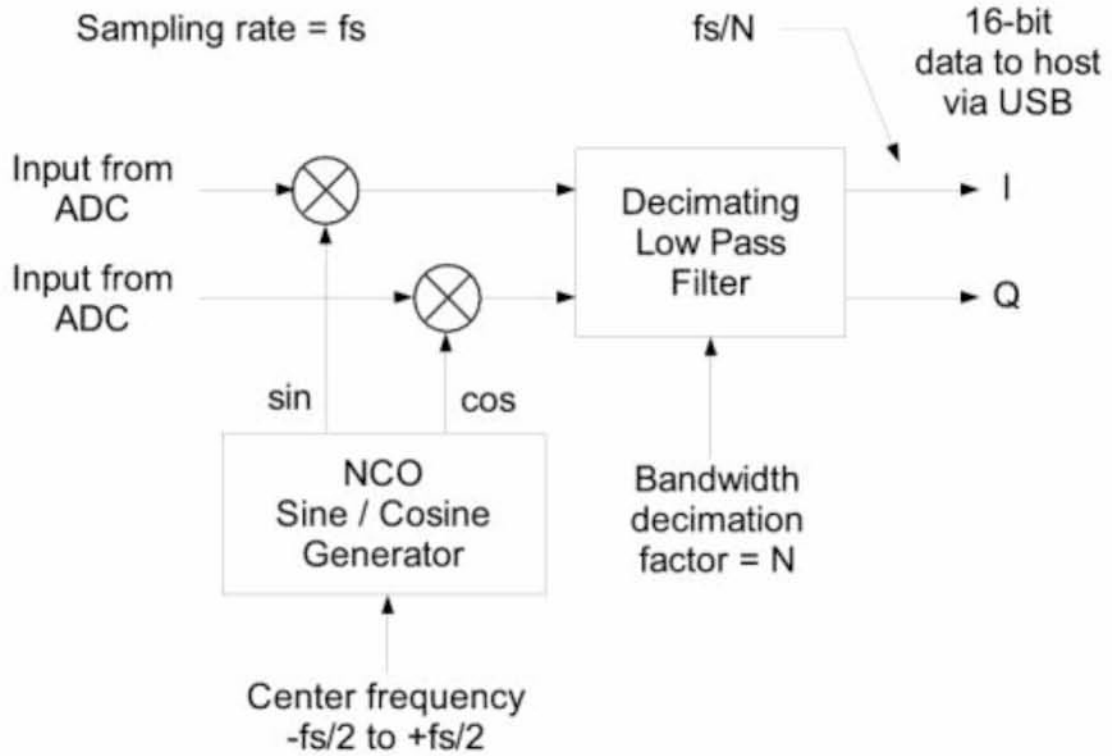 Sampling rate = fs
fs/N
16-bit
data to host
via USB
Input from
ADC
Decimating
Low Pass
Filter
I
Input from
ADC
Q
sin
cos
NCO
Sine / Cosine
Generator
Bandwidth
decimation
factor = N
Center frequency
-fs/2 to +fs/2